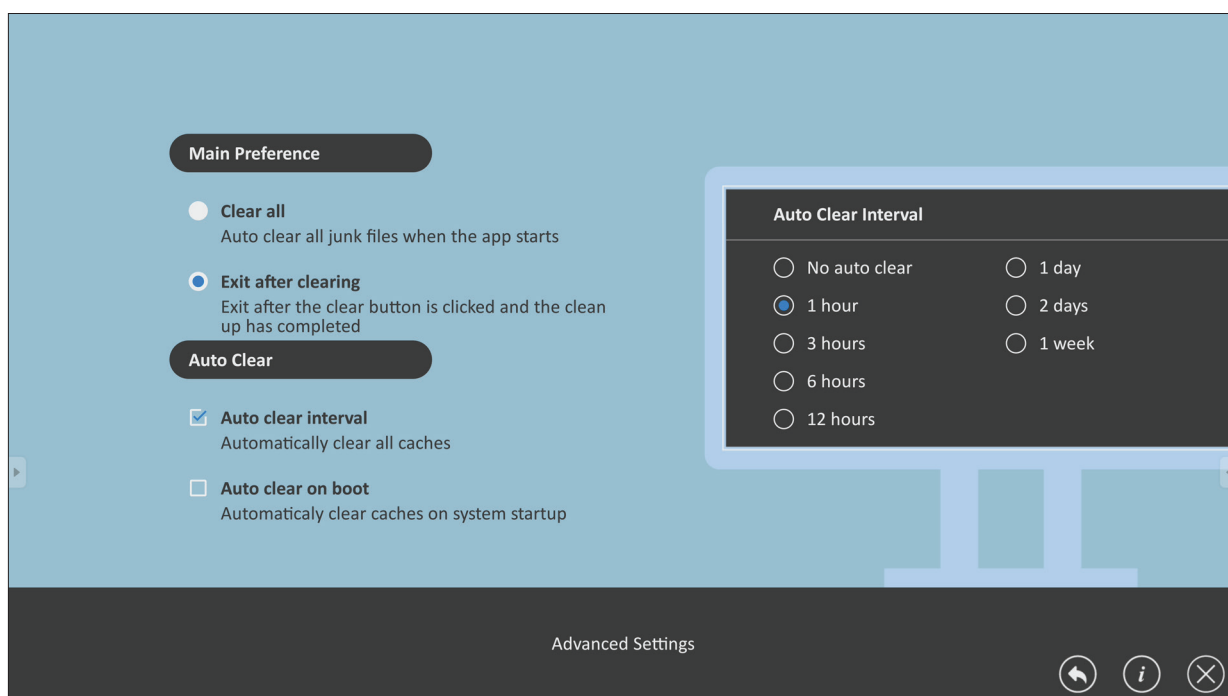 Main Preference
Clear all
Auto clear all junk files when the app starts
Exit after clearing
Exit after the clear button is clicked and the clean
up has completed
Auto Clear
Auto clear interval
Automatically clear all caches
Auto clear on boot
Automaticaly clear caches on system startup
Auto Clear Interval
No auto clear
1 hour
3 hours
6 hours
12 hours
1 day
2 days
1 week
Advanced Settings
i